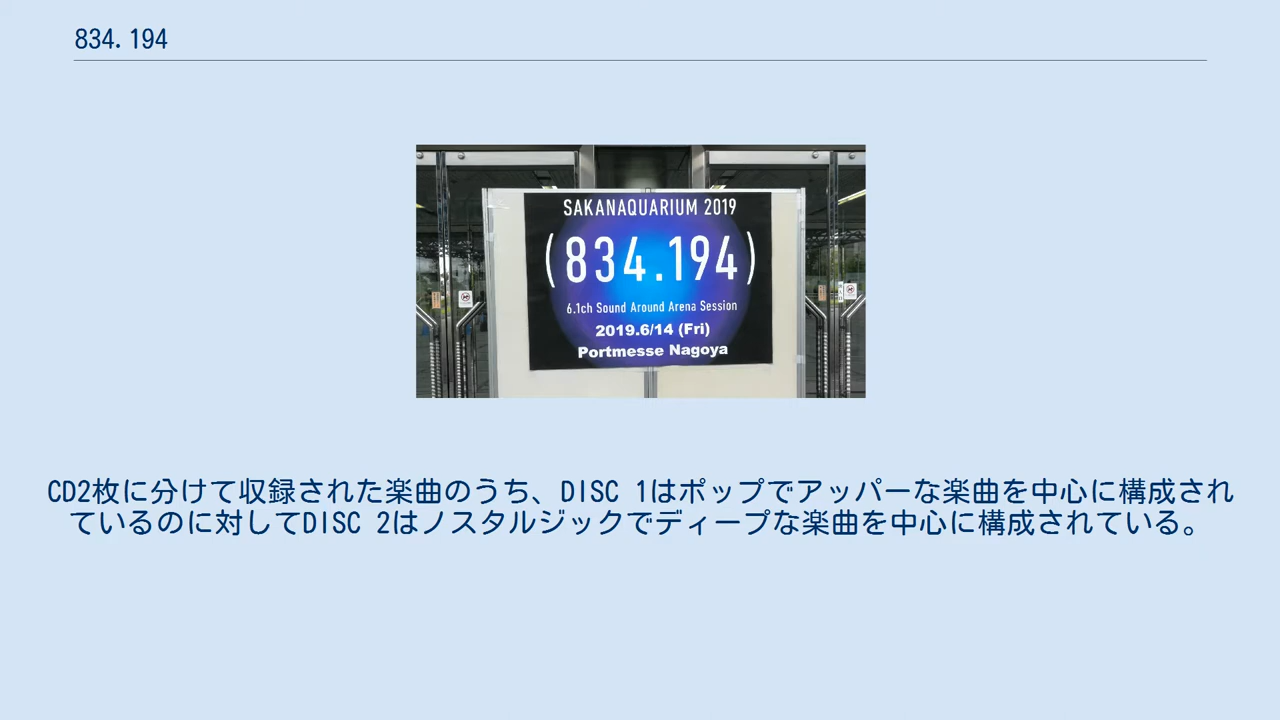 834.194
SAKANAQUARIUM 2019
(834.194)
6.1ch Sound Around Arena Session
2019.6/14 (Fri)
Portmesse Nagoya
CD2枚に分けて収録された楽曲のうち、DISC 1はポップでアッパーな楽曲を中心に構成され
ているのに対してDISC 2はノスタルジックでディープな楽曲を中心に構成されている。